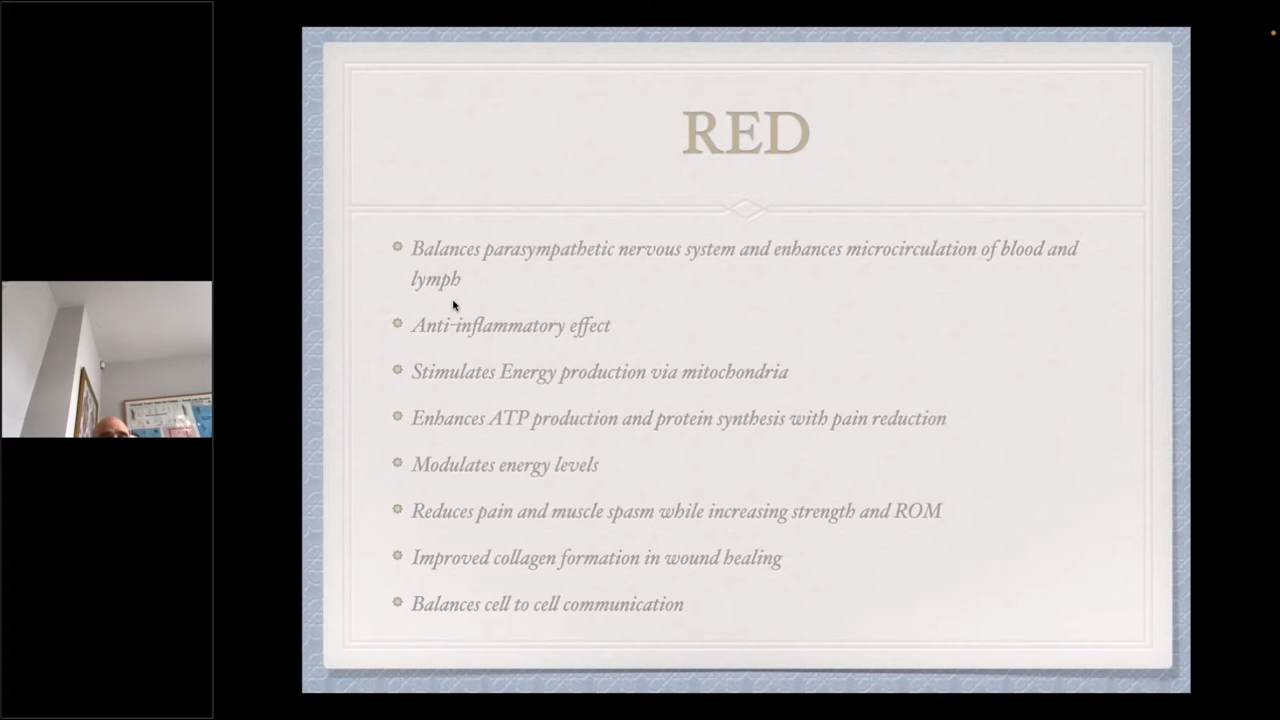 RED
Balances parasympathetic nervous system and enhances microcirculation of blood and
lymph
Anti-inflammatory effect
Stimulates Energy production via mitochondria
Enhances ATP production and protein synthesis with pain reduction
Modulates energy levels
Reduces pain and muscle spasm while increasing strength and ROM
Improved collagen formation in wound healing
Balances cell to cell communication